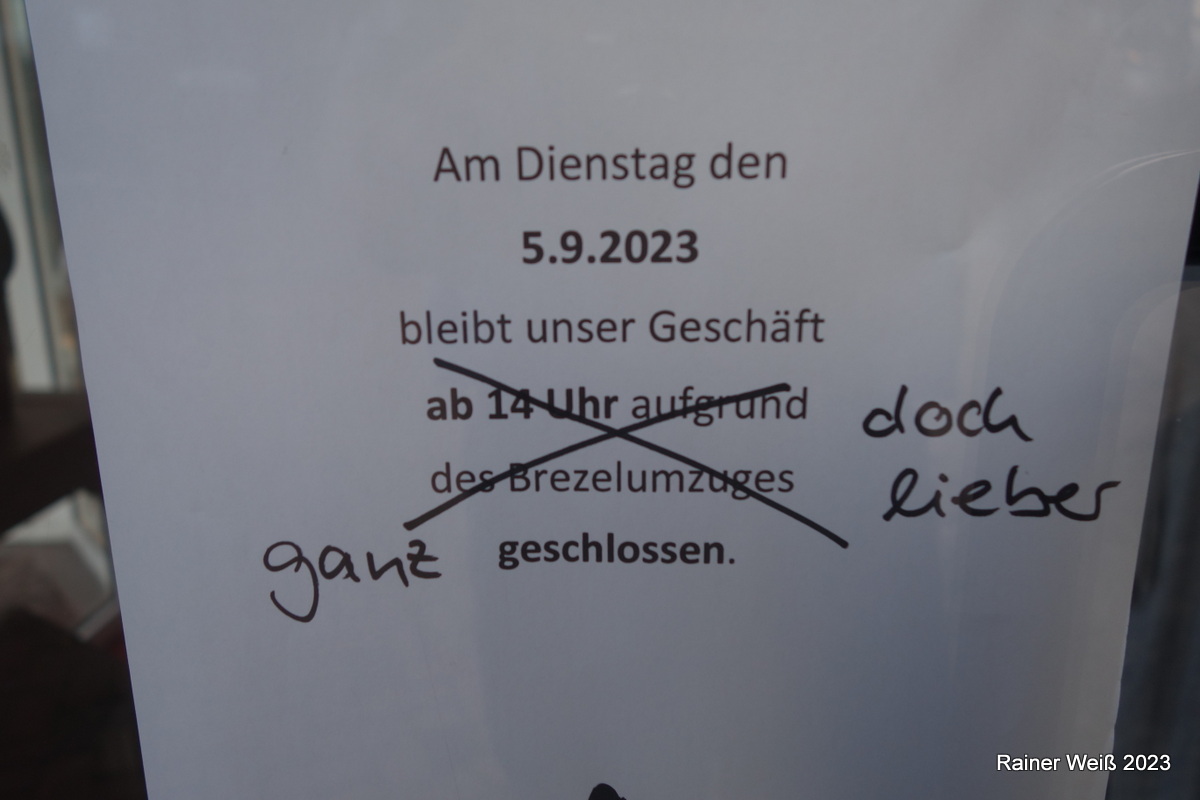 Am Dienstag den
5.9.2023
bleibt unser Geschäft
ab 14 Uhr aufgrund
doch
des Brezelumzuges
lieber
ganz geschlossen.
Rainer Weiß 2023